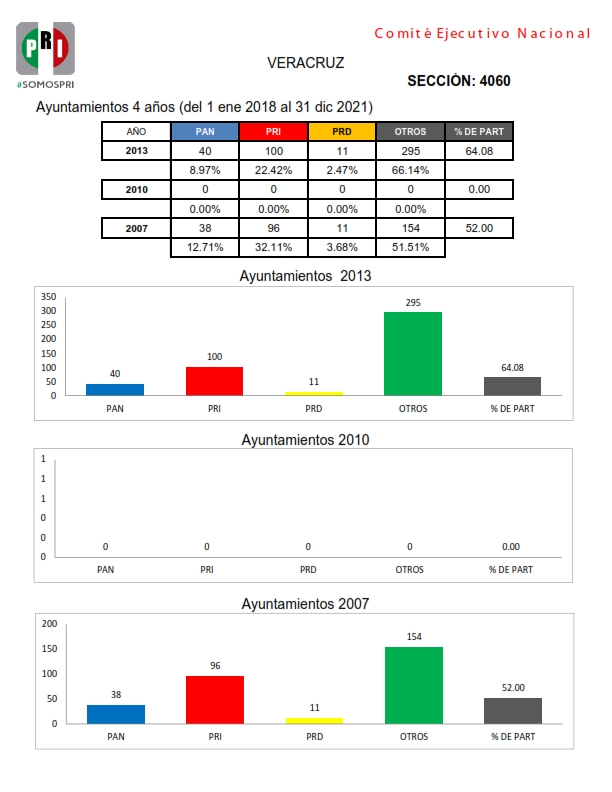 Comité Ejecutivo Nacional
PRI
#SOMOSPRI
VERACRUZ
SECCIÓN: 4060
Ayuntamientos 4 años (del 1 ene 2018 al 31 dic 2021)
AÑO PAN PRI PRD OTROS % DE PART
2013 40 100 11 295 64.08
8.97% 22.42% 2.47% 66.14%
2010 0 0 0 0 0.00
0.00% 0.00% 0.00% 0.00%
2007 38 96 11 154 52.00
12.71% 32.11% 3.68% 51.51%
Ayuntamientos 2013
350
300
250
200
150
100
50
0
40
100
11
295
64.08
PAN PRI PRD OTROS % DE PART
Ayuntamientos 2010
1
1
1
0
0
0
0 0 0 0 0.00
PAN PRI PRD OTROS % DE PART
Ayuntamientos 2007
200
150
100
50
0
38
96
11
154
52.00
PAN PRI PRD OTROS % DE PART